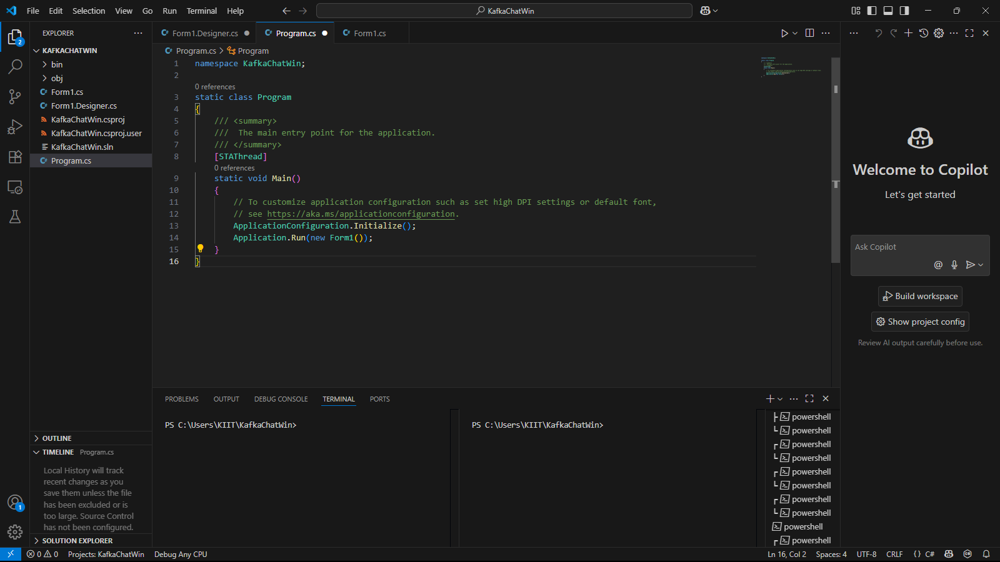 File Edit Selection View Go Run Terminal Help
KafkaChatWin
EXPLORER
KAFKACHATWIN
bin
obj
Form1.cs
Form1.Designer.cs
KafkaChatWin.csproj
KafkaChatWin.csproj.user
KafkaChatWin.sln
Program.cs
OUTLINE
TIMELINE Program.cs
Local History will track
recent changes as you
save them unless the file
has been excluded or is
too large. Source Control
has not been configured.
SOLUTION EXPLORER
2
1
Form1.Designer.cs Program.cs Form1.cs
Program.cs > Program
1 namespace KafkaChatWin;
2
0 references
3 static class Program
4 {
5 /// <summary>
6 ///  The main entry point for the application.
7 /// </summary>
8 [STAThread]
0 references
9 static void Main()
10 {
11 // To customize application configuration such as set high DPI settings or default font,
12 // see https://aka.ms/applicationconfiguration.
13 ApplicationConfiguration.Initialize();
14 Application.Run(new Form1());
15 }
16 }
PROBLEMS OUTPUT DEBUG CONSOLE TERMINAL PORTS
PS C:\Users\KIIT\KafkaChatWin>
PS C:\Users\KIIT\KafkaChatWin>
powershell
powershell
powershell
powershell
powershell
powershell
powershell
powershell
powershell
powershell
Welcome to Copilot
Let's get started
Ask Copilot
@
Build workspace
Show project config
Review AI output carefully before use.
0 0 Projects: KafkaChatWin Debug Any CPU
Ln 16, Col 2 Spaces: 4 UTF-8 CRLF {} C#